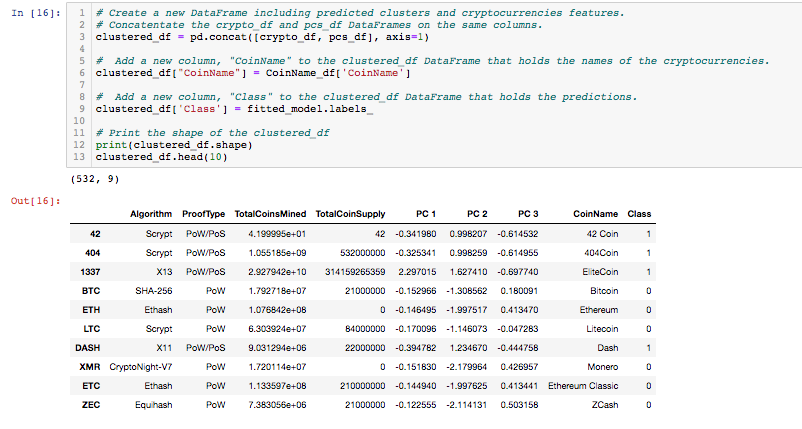 In [16]:
1 # Create a new DataFrame including predicted clusters and cryptocurrencies features.
2 # Concatentate the crypto_df and pcs_df DataFrames on the same columns.
3 clustered_df = pd.concat([crypto_df, pcs_df], axis=1)
4
5 #  Add a new column, "CoinName" to the clustered_df DataFrame that holds the names of the cryptocurrencies.
6 clustered_df["CoinName"] = CoinName_df['CoinName']
7
8 #  Add a new column, "Class" to the clustered_df DataFrame that holds the predictions.
9 clustered_df['Class'] = fitted_model.labels_
10
11 # Print the shape of the clustered_df
12 print(clustered_df.shape)
13 clustered_df.head(10)
(532, 9)
Out[16]:
Algorithm ProofType TotalCoinsMined TotalCoinSupply PC 1 PC 2 PC 3 CoinName Class
42 Scrypt PoW/PoS 4.199995e+01 42 -0.341980 0.996207 -0.614532 42 Coin 1
404 Scrypt PoW/PoS 1.055185e+09 532000000 -0.325341 0.996259 -0.614955 404Coin 1
1337 X13 PoW/PoS 2.927942e+10 314159265359 2.297015 1.627410 -0.697740 EliteCoin 1
BTC SHA-256 PoW 1.792718e+07 21000000 -0.152966 -1.308562 0.180091 Bitcoin 0
ETH Ethash PoW 1.076842e+08 0 -0.146495 -1.997517 0.413470 Ethereum 0
LTC Scrypt PoW 6.303924e+07 84000000 -0.170096 -1.146073 -0.047283 Litecoin 0
DASH X11 PoW/PoS 9.031294e+06 22000000 -0.394782 1.234670 -0.444758 Dash 1
XMR CryptoNight-V7 PoW 1.720114e+07 0 -0.151830 -2.179964 0.426957 Monero 0
ETC Ethash PoW 1.133597e+08 210000000 -0.144940 -1.997625 0.413441 Ethereum Classic 0
ZEC Equihash PoW 7.383056e+06 21000000 -0.122555 -2.114131 0.503158 ZCash 0